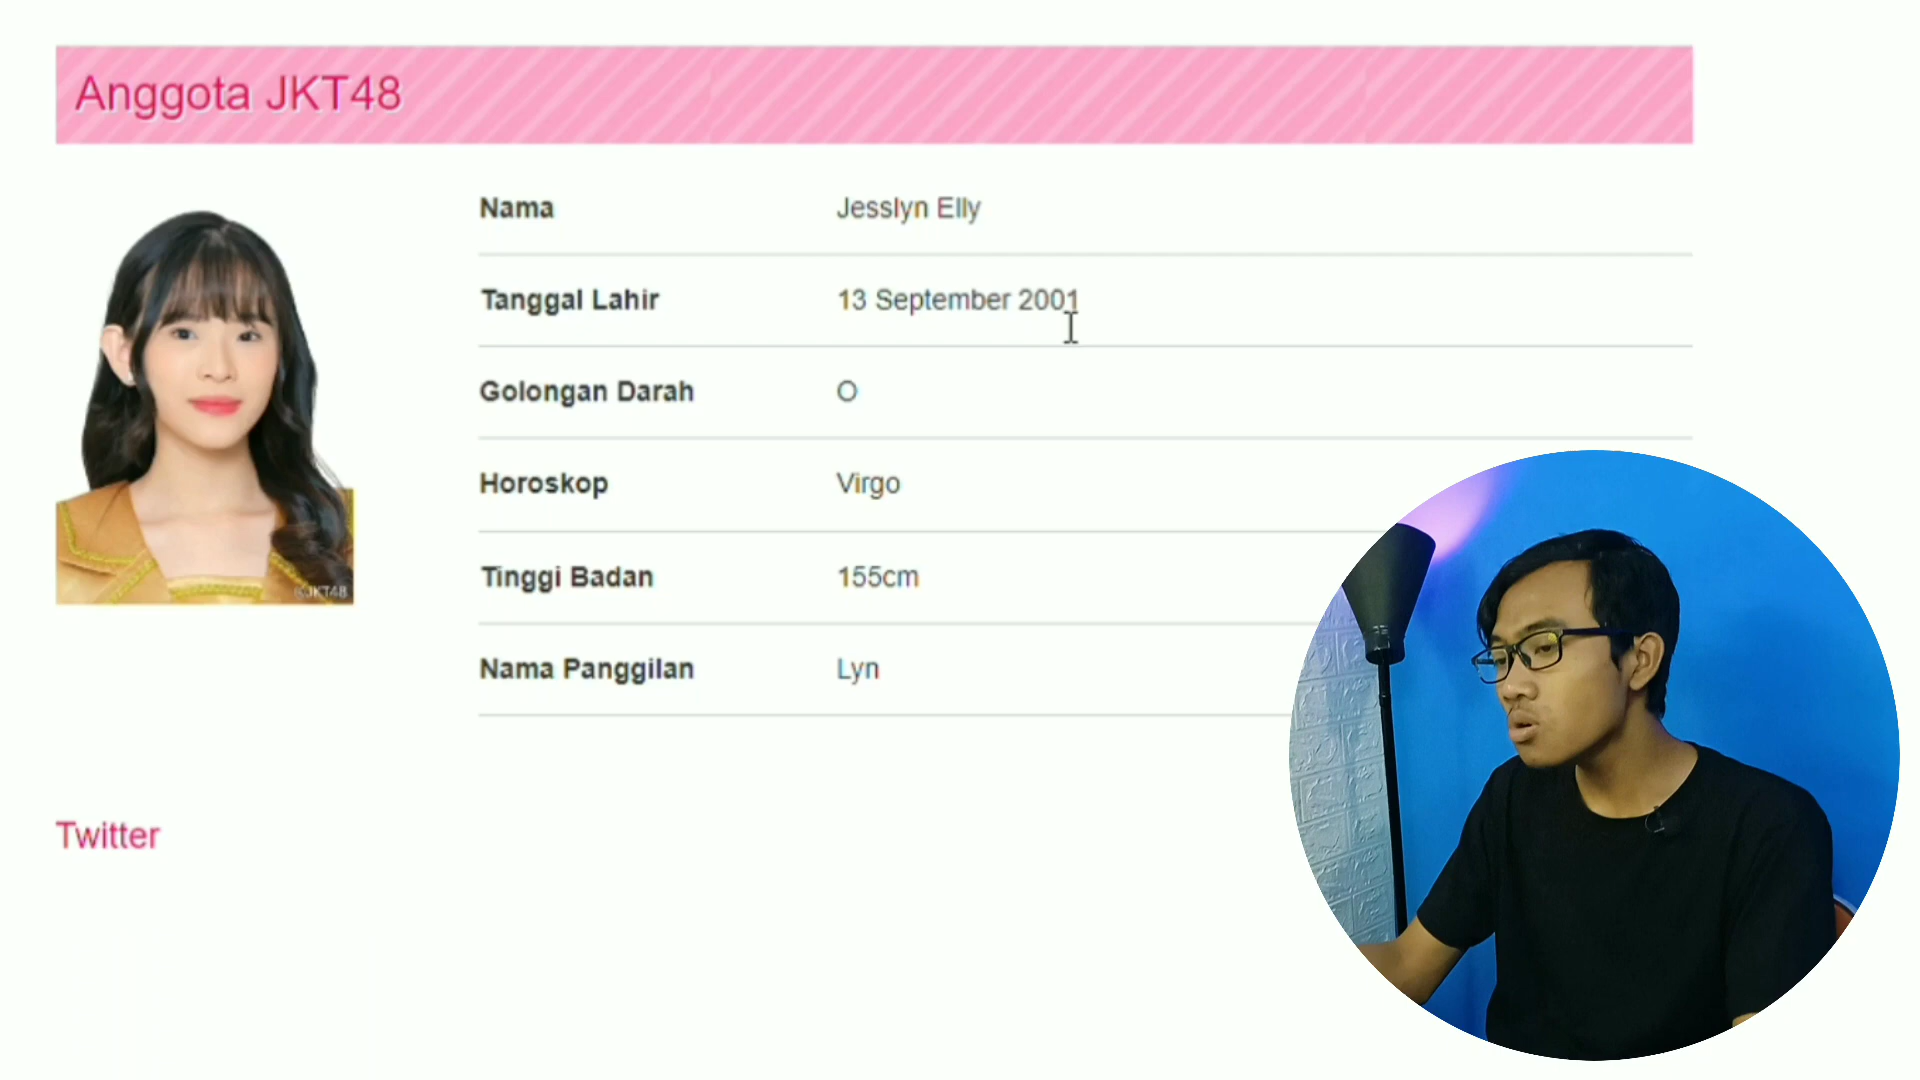 Anggota JKT48
Nama Jesslyn Elly
Tanggal Lahir 13 September 2001
Golongan Darah O
Horoskop Virgo
Tinggi Badan 155cm
Nama Panggilan Lyn
@JKT48
Twitter